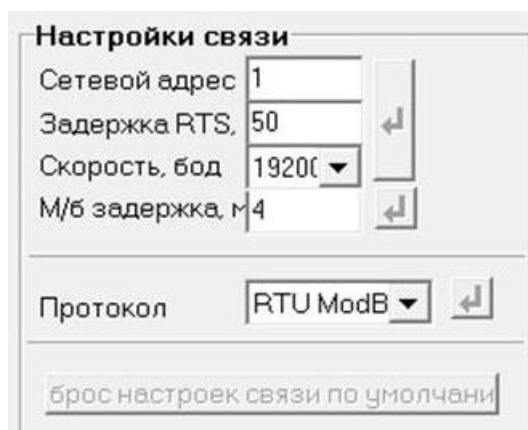 Настройки связи
Сетевой адрес 1
Задержка RTS, 50
Скорость, бод 1920(
М/б задержка, м 4
Протокол RTU ModB
брос настроек связи по умолчани